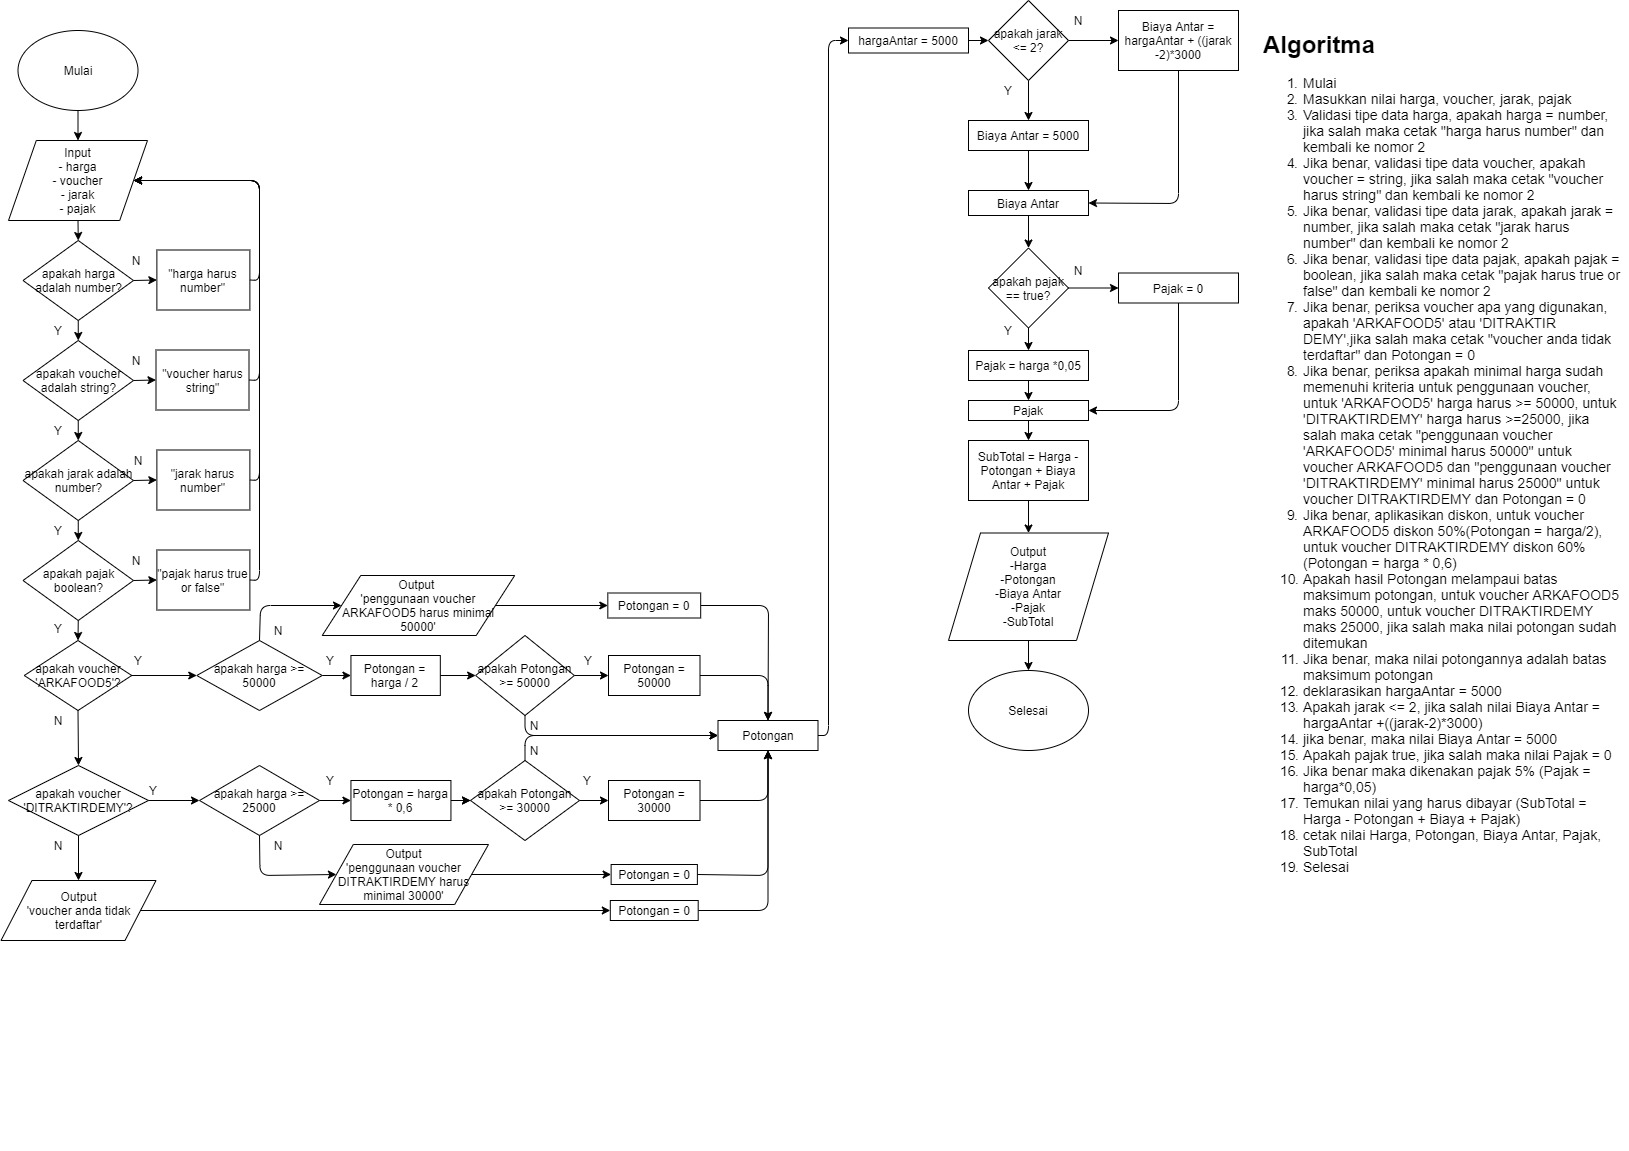 Mulai
Input
- harga
- voucher
- jarak
- pajak
apakah harga
adalah number?
N
"harga harus
number"
Y
apakah voucher
adalah string?
N
"voucher harus
string"
Y
apakah jarak adalah
number?
N
"jarak harus
number"
Y
apakah pajak
boolean?
N
"pajak harus true
or false"
Y
apakah voucher
'ARKAFOOD5'?
Y
apakah harga >=
50000
N
Output
'penggunaan voucher
ARKAFOOD5 harus minimal
50000'
Potongan = 0
Y
Potongan =
harga / 2
apakah Potongan
>= 50000
Y
Potongan =
50000
N
N
apakah voucher
'DITRAKTIRDEMY'?
Y
apakah harga >=
25000
Y
Potongan = harga
* 0,6
N
apakah Potongan
>= 30000
Y
Potongan =
30000
N
Output
'penggunaan voucher
DITRAKTIRDEMY harus
minimal 30000'
Potongan = 0
N
Output
'voucher anda tidak
terdaftar'
Potongan = 0
Potongan
hargaAntar = 5000
apakah jarak
<= 2?
N
Biaya Antar =
hargaAntar + ((jarak
-2)*3000
Y
Biaya Antar = 5000
Biaya Antar
apakah pajak
== true?
N
Pajak = 0
Y
Pajak = harga *0,05
Pajak
SubTotal = Harga -
Potongan + Biaya
Antar + Pajak
Output
-Harga
-Potongan
-Biaya Antar
-Pajak
-SubTotal
Selesai
Algoritma
1. Mulai
2. Masukkan nilai harga, voucher, jarak, pajak
3. Validasi tipe data harga, apakah harga = number,
jika salah maka cetak "harga harus number" dan
kembali ke nomor 2
4. Jika benar, validasi tipe data voucher, apakah
voucher = string, jika salah maka cetak "voucher
harus string" dan kembali ke nomor 2
5. Jika benar, validasi tipe data jarak, apakah jarak =
number, jika salah maka cetak "jarak harus
number" dan kembali ke nomor 2
6. Jika benar, validasi tipe data pajak, apakah pajak =
boolean, jika salah maka cetak "pajak harus true or
false" dan kembali ke nomor 2
7. Jika benar, periksa voucher apa yang digunakan,
apakah 'ARKAFOOD5' atau 'DITRAKTIR
DEMY',jika salah maka cetak "voucher anda tidak
terdaftar" dan Potongan = 0
8. Jika benar, periksa apakah minimal harga sudah
memenuhi kriteria untuk penggunaan voucher,
untuk 'ARKAFOOD5' harga harus >= 50000, untuk
'DITRAKTIRDEMY' harga harus >=25000, jika
salah maka cetak "penggunaan voucher
'ARKAFOOD5' minimal harus 50000" untuk
voucher ARKAFOOD5 dan "penggunaan voucher
'DITRAKTIRDEMY' minimal harus 25000" untuk
voucher DITRAKTIRDEMY dan Potongan = 0
9. Jika benar, aplikasikan diskon, untuk voucher
ARKAFOOD5 diskon 50%(Potongan = harga/2),
untuk voucher DITRAKTIRDEMY diskon 60%
(Potongan = harga * 0,6)
10. Apakah hasil Potongan melampaui batas
maksimum potongan, untuk voucher ARKAFOOD5
maks 50000, untuk voucher DITRAKTIRDEMY
maks 25000, jika salah maka nilai potongan sudah
ditemukan
11. Jika benar, maka nilai potongannya adalah batas
maksimum potongan
12. deklarasikan hargaAntar = 5000
13. Apakah jarak <= 2, jika salah nilai Biaya Antar =
hargaAntar +((jarak-2)*3000)
14. jika benar, maka nilai Biaya Antar = 5000
15. Apakah pajak true, jika salah maka nilai Pajak = 0
16. Jika benar maka dikenakan pajak 5% (Pajak =
harga*0,05)
17. Temukan nilai yang harus dibayar (SubTotal =
Harga - Potongan + Biaya + Pajak)
18. cetak nilai Harga, Potongan, Biaya Antar, Pajak,
SubTotal
19. Selesai